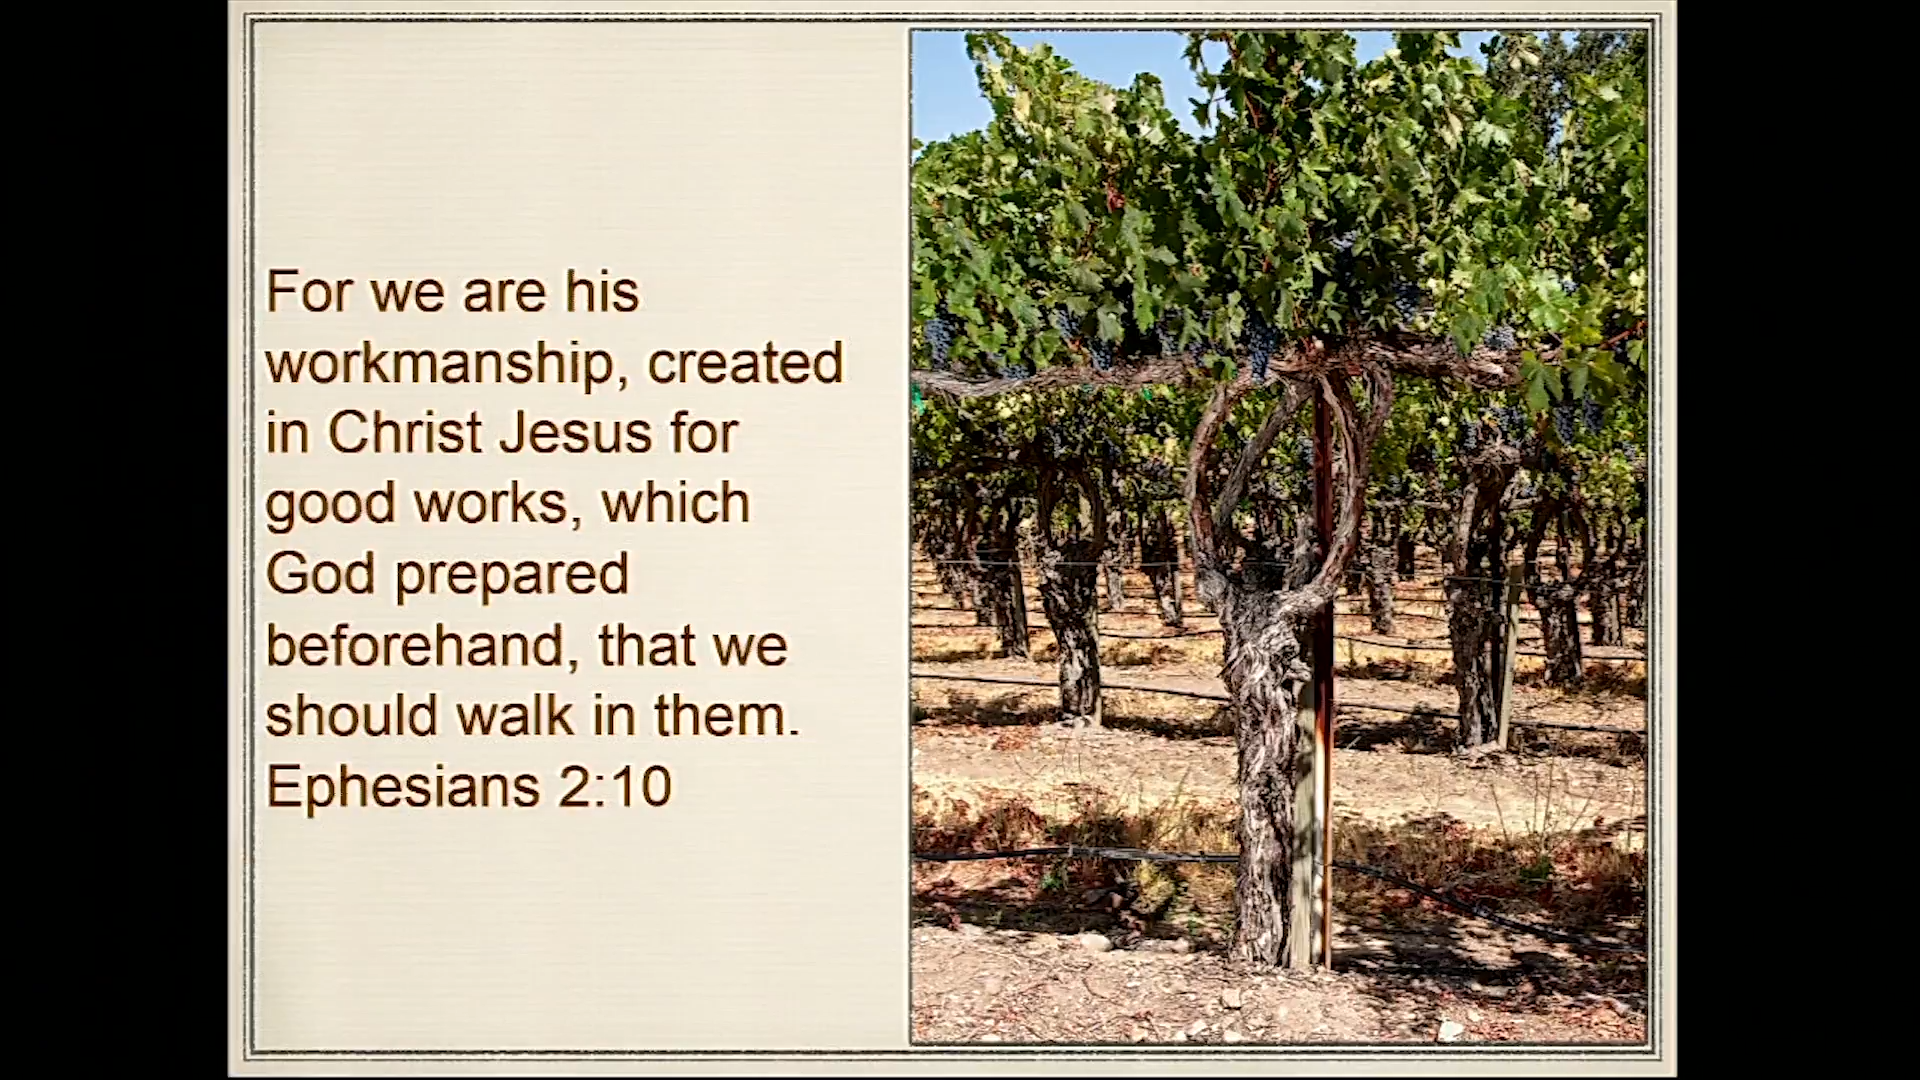 For we are his
workmanship, created
in Christ Jesus for
good works, which
God prepared
beforehand, that we
should walk in them.
Ephesians 2:10